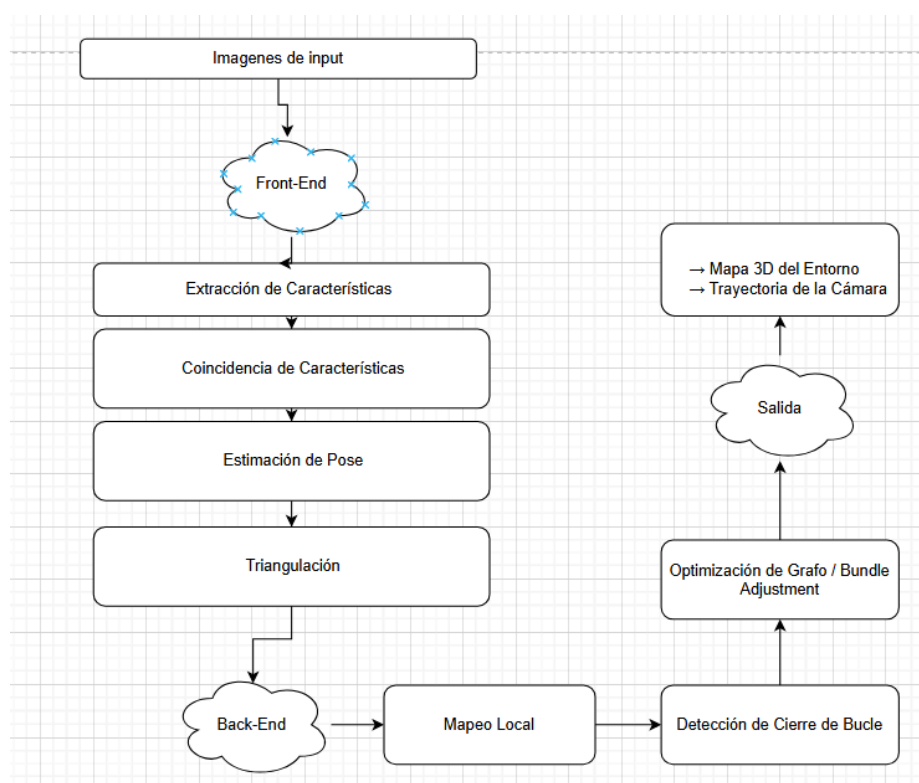 Imagenes de input
Front-End
Extracción de Características
Coincidencia de Características
Estimación de Pose
Triangulación
Back-End
Mapeo Local
Detección de Cierre de Bucle
Optimización de Grafo / Bundle
Adjustment
Salida
→ Mapa 3D del Entorno
→ Trayectoria de la Cámara